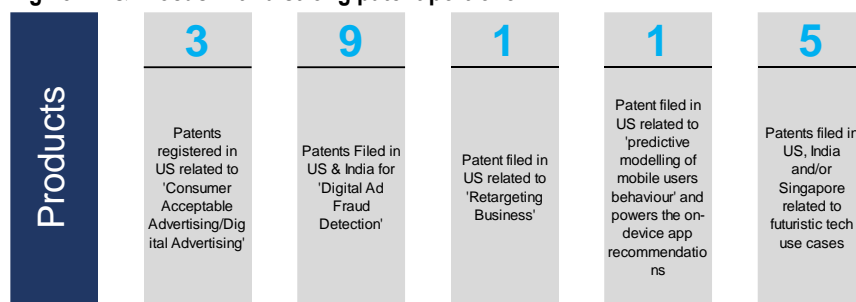 Products
3
Patents
registered in
US related to
'Consumer
Acceptable
Advertising/Dig
ital Advertising'
9
Patents Filed in
US & India for
'Digital Ad
Fraud
Detection'
1
Patent filed in
US related to
'Retargeting
Business'
1
Patent filed in
US related to
'predictive
modelling of
mobile users
behaviour' and
powers the on-
device app
recommendatio
ns
5
Patents filed in
US, India
and/or
Singapore
related to
futuristic tech
use cases